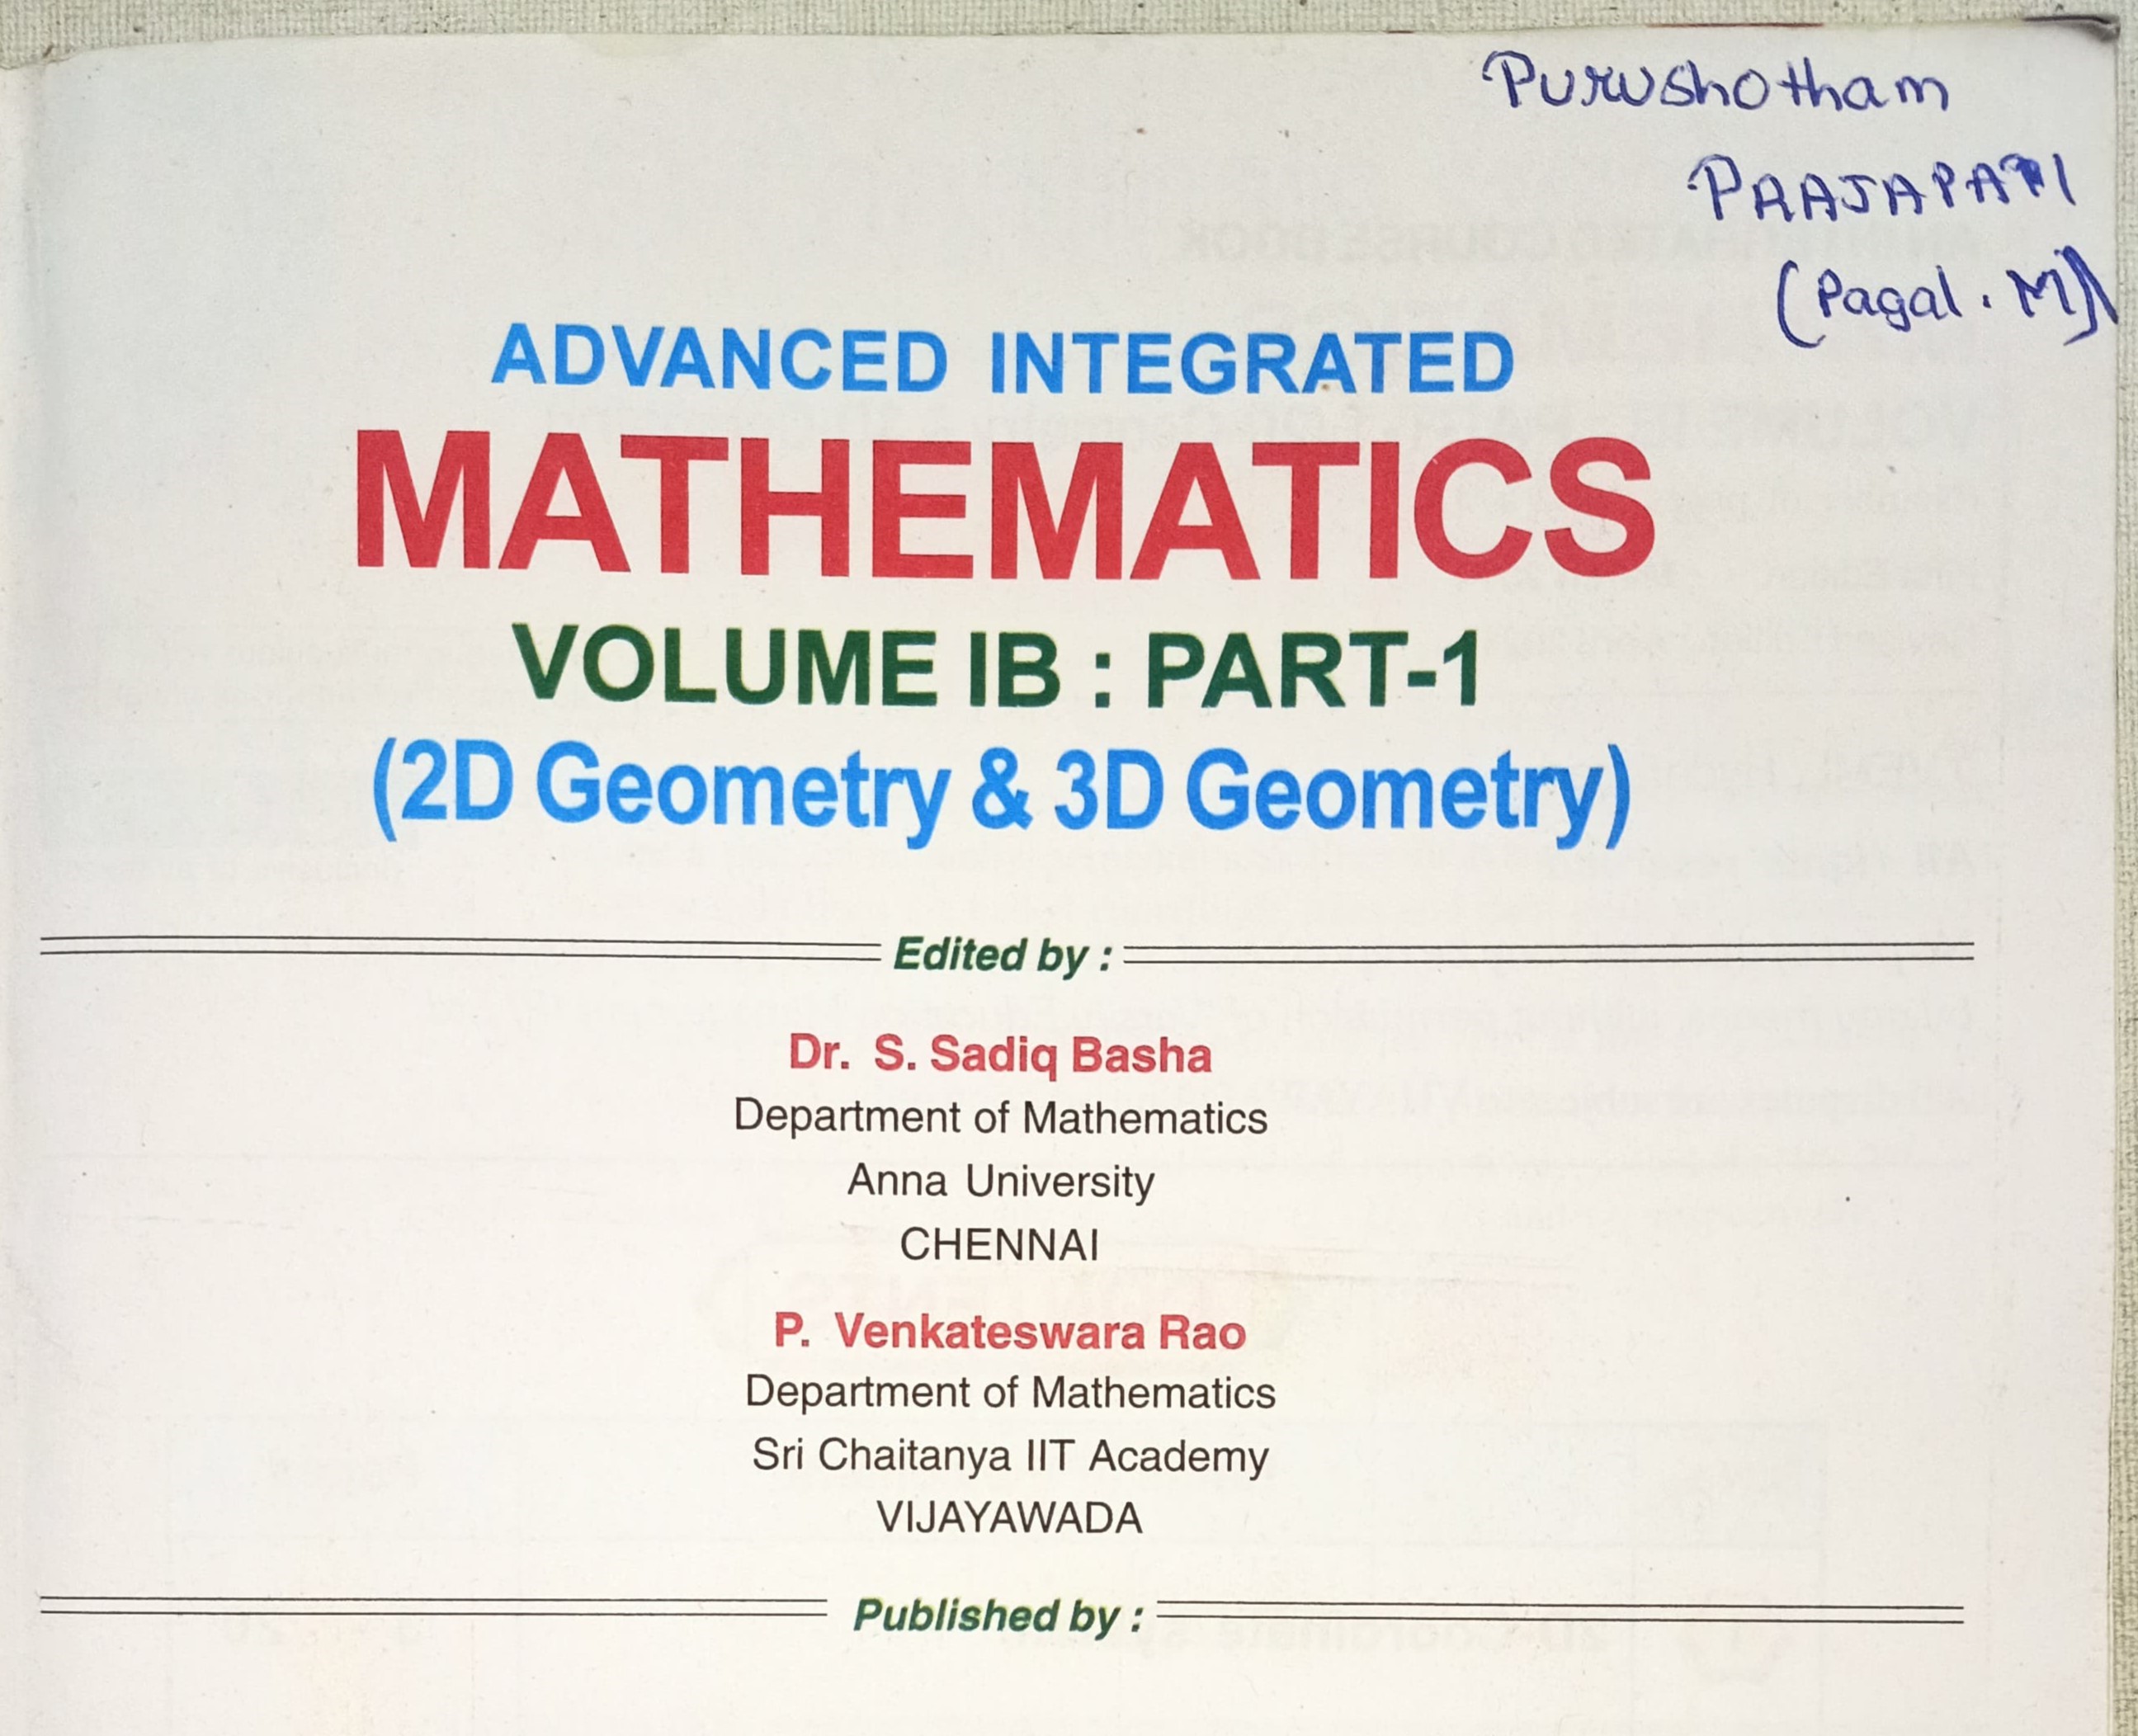 Purushotham
PRAJAPATI
(Pagal. M)
ADVANCED INTEGRATED
MATHEMATICS
VOLUME IB : PART-1
(2D Geometry & 3D Geometry)
Edited by :
Dr. S. Sadiq Basha
Department of Mathematics
Anna University
CHENNAI
P. Venkateswara Rao
Department of Mathematics
Sri Chaitanya IIT Academy
VIJAYAWADA
Published by :